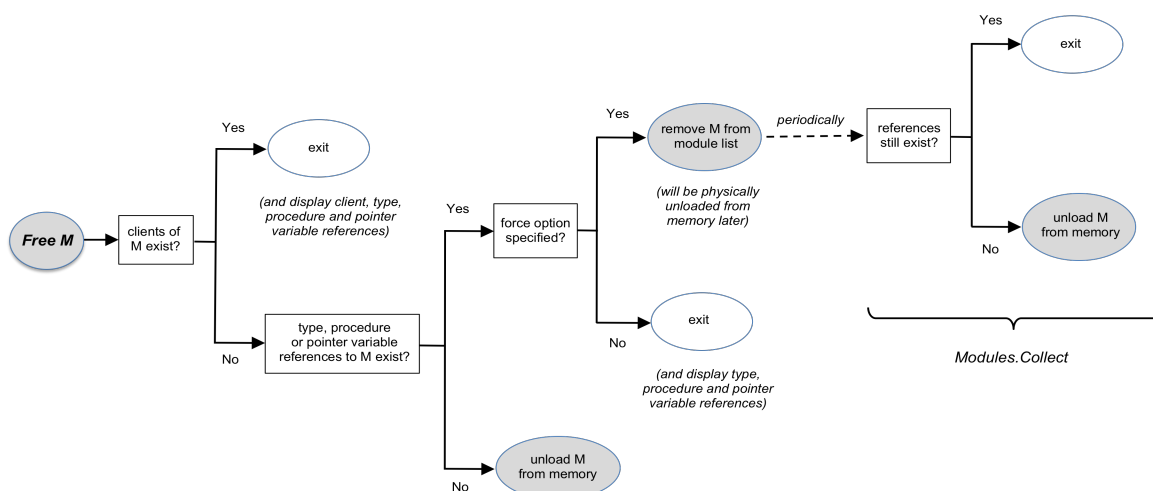 Free M
clients of
M exist?
Yes
exit
(and display client, type,
procedure and pointer
variable references)
No
type, procedure
or pointer variable
references to M exist?
Yes
force option
specified?
Yes
remove M from
module list
(will be physically
unloaded from
memory later)
No
exit
(and display type,
procedure and pointer
variable references)
No
unload M
from memory
periodically
references
still exist?
Yes
exit
No
unload M
from memory
Modules.Collect